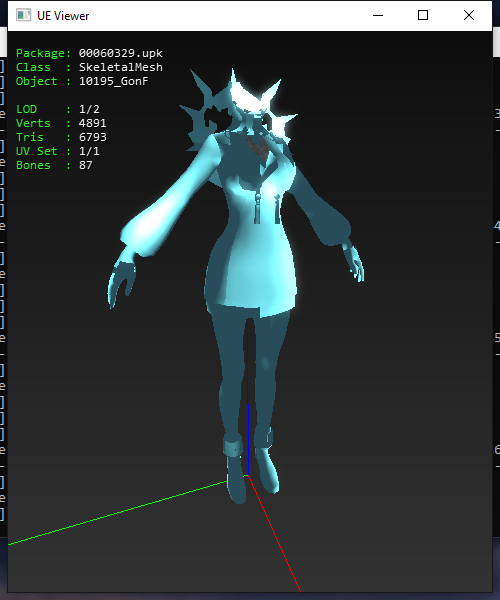 UE Viewer
Package: 00060329.upk
Class : SkeletalMesh
Object : 10195_GonF
LOD : 1/2
Verts : 4891
Tris : 6793
UV Set : 1/1
Bones : 87